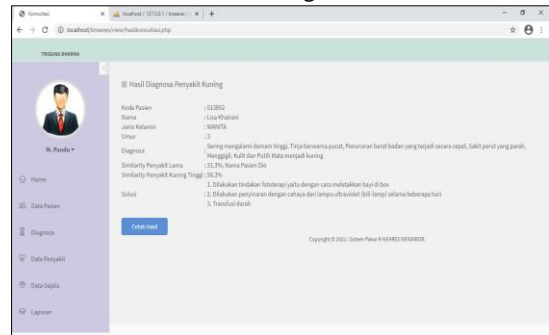 Konsultasi
localhost / 127.0.0.1 / kneares /
localhost/kneares/view/hasilkonsultasi.php
TRIGUNA DHARMA
M. Pandu
Home
Data Pasien
Diagnosa
Data Penyakit
Data Gejala
Laporan
Hasil Diagnosa Penyakit Kuning
Kode Pasien : 013952
Nama : Liza Khairani
Jenis Kelamin : WANITA
Umur : 3
Diagnosa : Sering mengalami demam tinggi, Tinja berwarna pucat, Penurunan berat badan yang terjadi secara cepat, Sakit perut yang parah,
Menggigil, Kulit dan Putih Mata menjadi kuning
Similarity Penyakit Lama : 31.3%, Nama Pasien Dio
Similarity Penyakit Kuning Tinggi : 56.3%
1. Dilakukan tindakan fototerapi yaitu dengan cara meletakkan bayi di box
Solusi : 2. Dilakukan penyinaran dengan cahaya dari lampu ultraviolet (bili-lamp) selama beberapa hari
3. Transfusi darah
Cetak Hasil
Copyright © 2021 : Sistem Pakar K-NEARES NEIGHBOR.